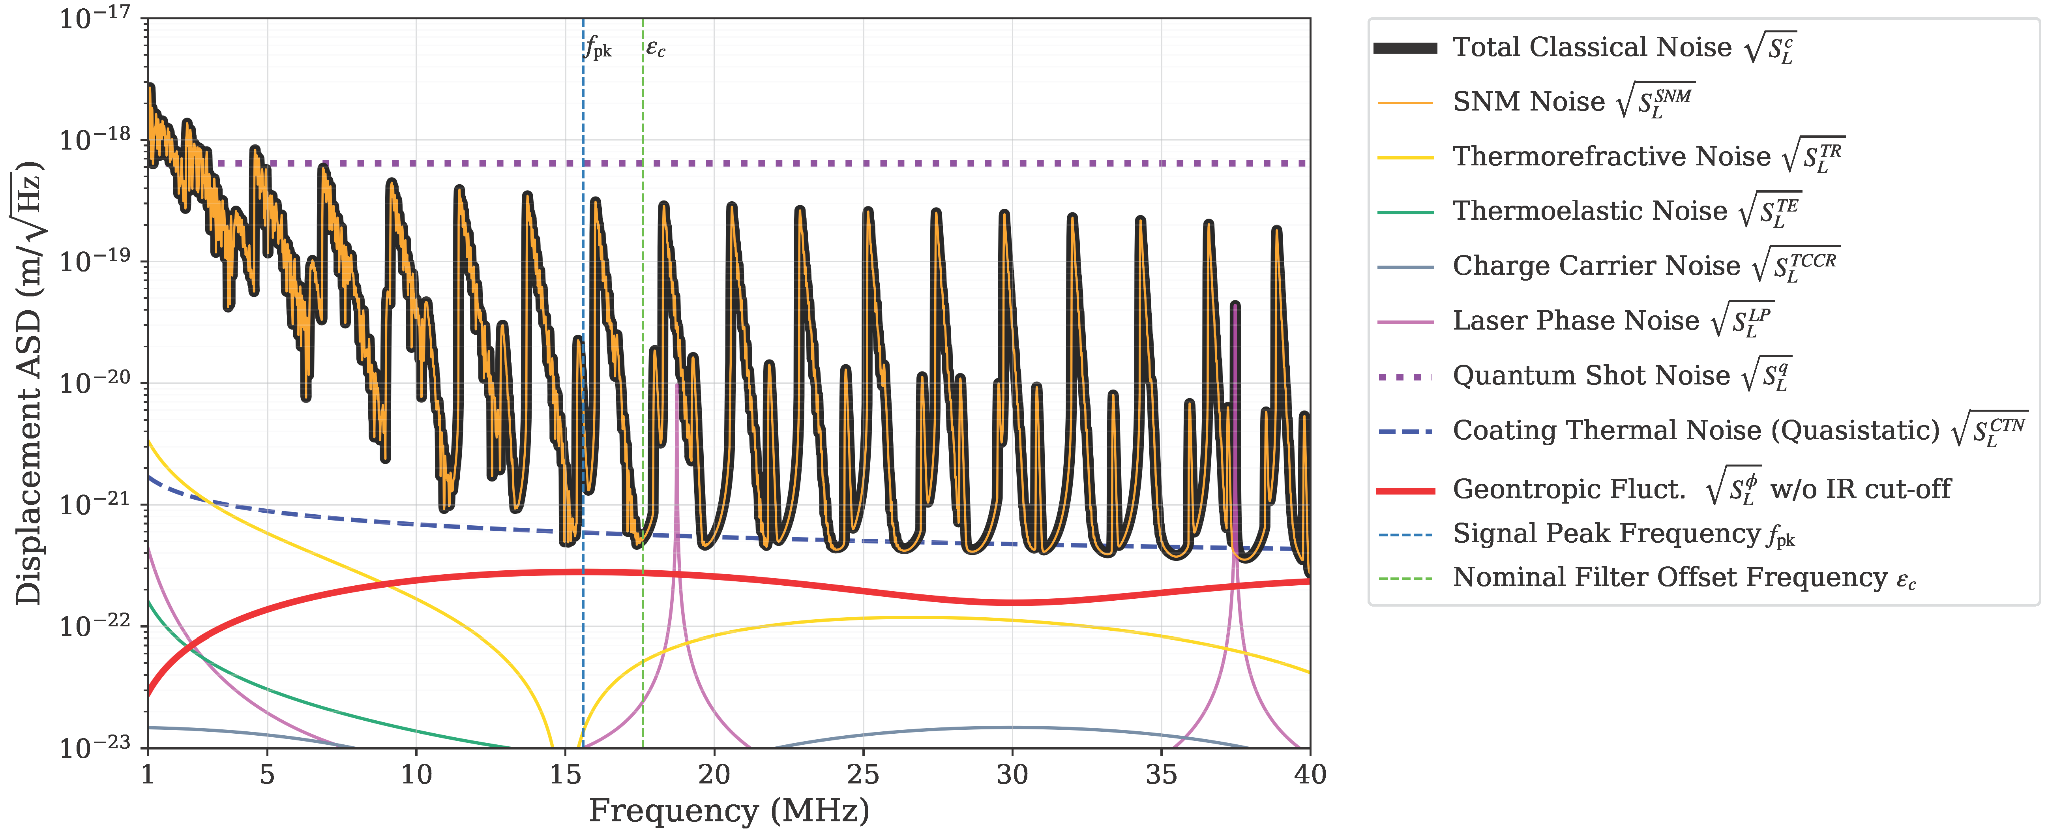 Displacement ASD (m/√Hz)
10⁻¹⁷
10⁻¹⁸
10⁻¹⁹
10⁻²⁰
10⁻²¹
10⁻²²
10⁻²³
f_pk
ε_c
1 5 10 15 20 25 30 35 40
Frequency (MHz)
Total Classical Noise √S_L^c
SNM Noise √S_L^SNM
Thermorefractive Noise √S_L^TR
Thermoelastic Noise √S_L^TE
Charge Carrier Noise √S_L^TCCR
Laser Phase Noise √S_L^LP
Quantum Shot Noise √S_L^q
Coating Thermal Noise (Quasistatic) √S_L^CTN
Geontropic Fluct. √S_L^ϕ w/o IR cut-off
Signal Peak Frequency f_pk
Nominal Filter Offset Frequency ε_c